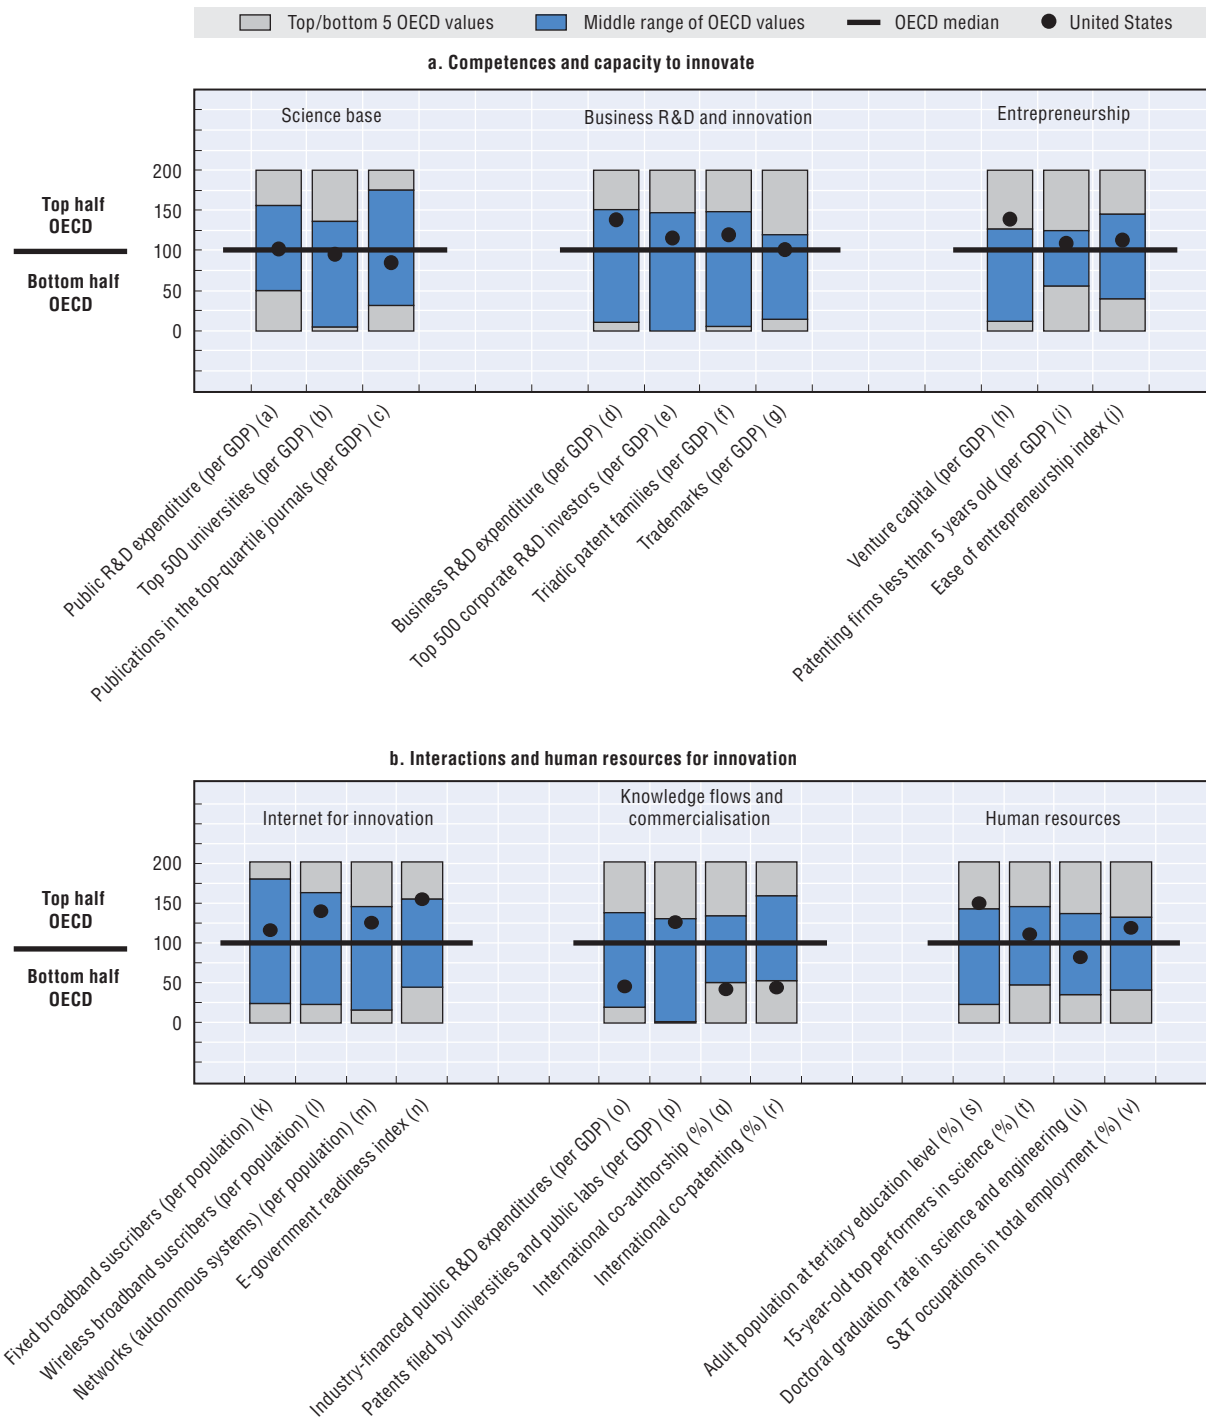 Top/bottom 5 OECD values Middle range of OECD values OECD median United States
a. Competences and capacity to innovate
Science base Business R&D and innovation Entrepreneurship
200
150
100
50
0
Top half
OECD
Bottom half
OECD
Public R&D expenditure (per GDP) (a)
Top 500 universities (per GDP) (b)
Publications in the top-quartile journals (per GDP) (c)
Business R&D expenditure (per GDP) (d)
Top 500 corporate R&D investors (per GDP) (e)
Triadic patent families (per GDP) (f)
Trademarks (per GDP) (g)
Venture capital (per GDP) (h)
Patenting firms less than 5 years old (per GDP) (i)
Ease of entrepreneurship index (j)
b. Interactions and human resources for innovation
Internet for innovation
Knowledge flows and
commercialisation
Human resources
200
150
100
50
0
Top half
OECD
Bottom half
OECD
Fixed broadband suscribers (per population) (k)
Wireless broadband suscribers (per population) (l)
Networks (autonomous systems) (per population) (m)
E-government readiness index (n)
Industry-financed public R&D expenditures (per GDP) (o)
Patents filed by universities and public labs (per GDP) (p)
International co-authorship (%) (q)
International co-patenting (%) (r)
Adult population at tertiary education level (%) (s)
15-year-old top performers in science (%) (t)
Doctoral graduation rate in science and engineering (u)
S&T occupations in total employment (%) (v)